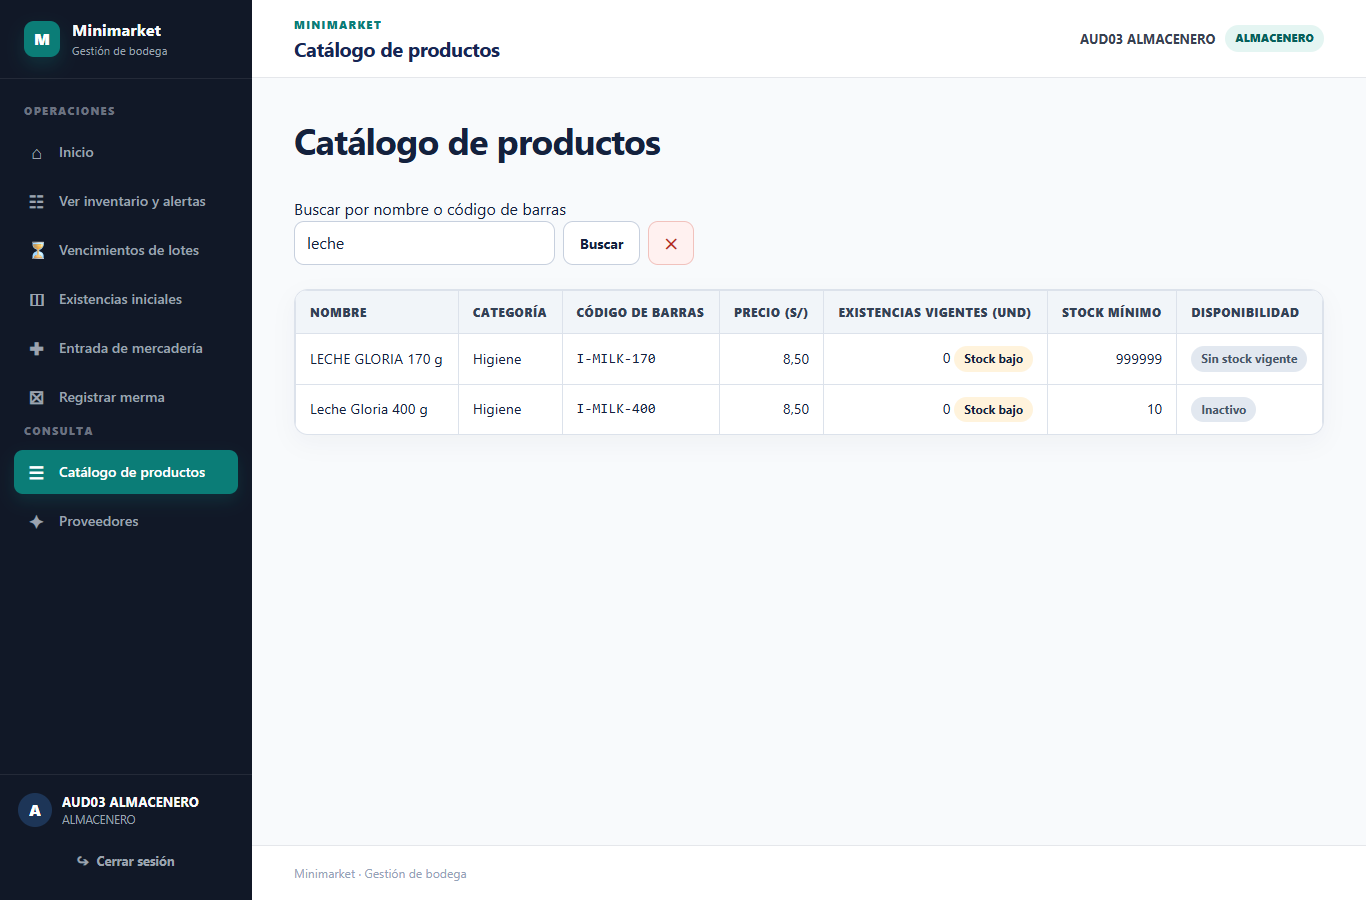 M
Minimarket
Gestión de bodega
OPERACIONES
Inicio
Ver inventario y alertas
Vencimientos de lotes
Existencias iniciales
Entrada de mercadería
Registrar merma
CONSULTA
Catálogo de productos
Proveedores
A
AUD03 ALMACENERO
ALMACENERO
Cerrar sesión
MINIMARKET
Catálogo de productos
AUD03 ALMACENERO ALMACENERO
Catálogo de productos
Buscar por nombre o código de barras
leche Buscar ×
NOMBRE CATEGORÍA CÓDIGO DE BARRAS PRECIO (S/) EXISTENCIAS VIGENTES (UND) STOCK MÍNIMO DISPONIBILIDAD
LECHE GLORIA 170 g Higiene I-MILK-170 8,50 0 Stock bajo 999999 Sin stock vigente
Leche Gloria 400 g Higiene I-MILK-400 8,50 0 Stock bajo 10 Inactivo
Minimarket · Gestión de bodega